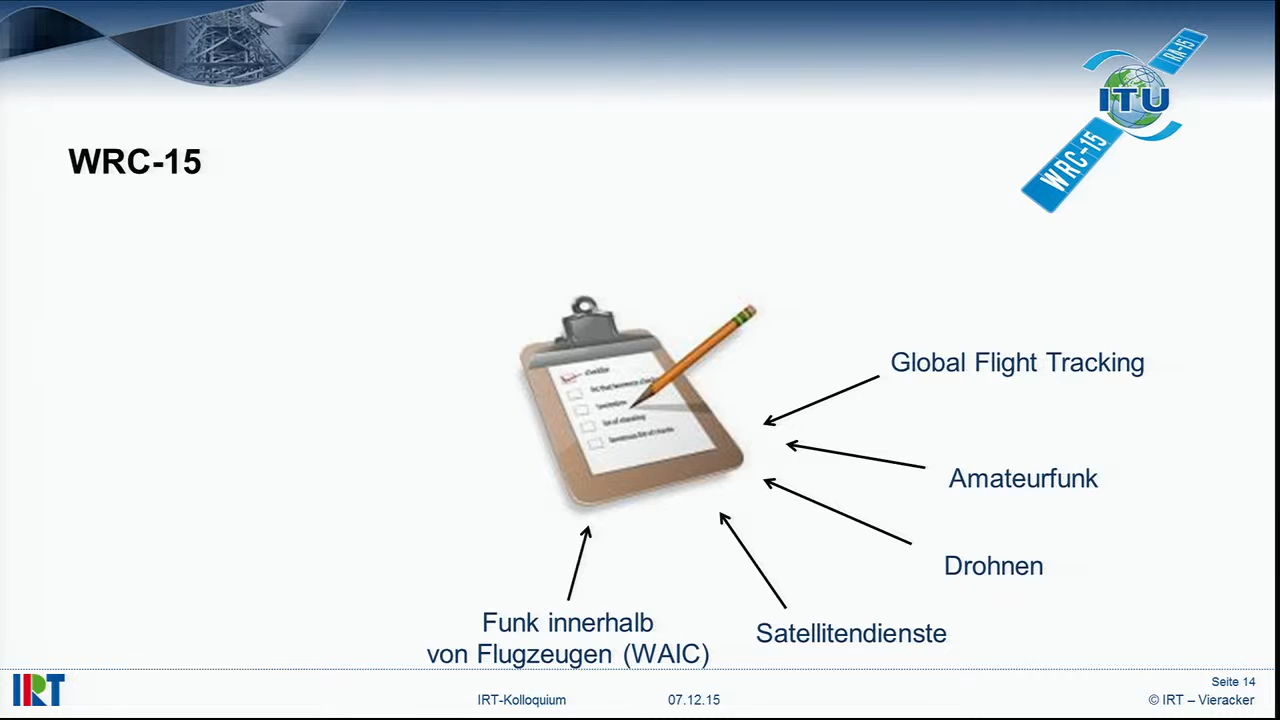 RA-15
ITU
WRC-15
WRC-15
checklist
Global Flight Tracking
Amateurfunk
Drohnen
Satellitendienste
Funk innerhalb
von Flugzeugen (WAIC)
IRT
IRT-Kolloquium
07.12.15
Seite 14
© IRT – Vieracker